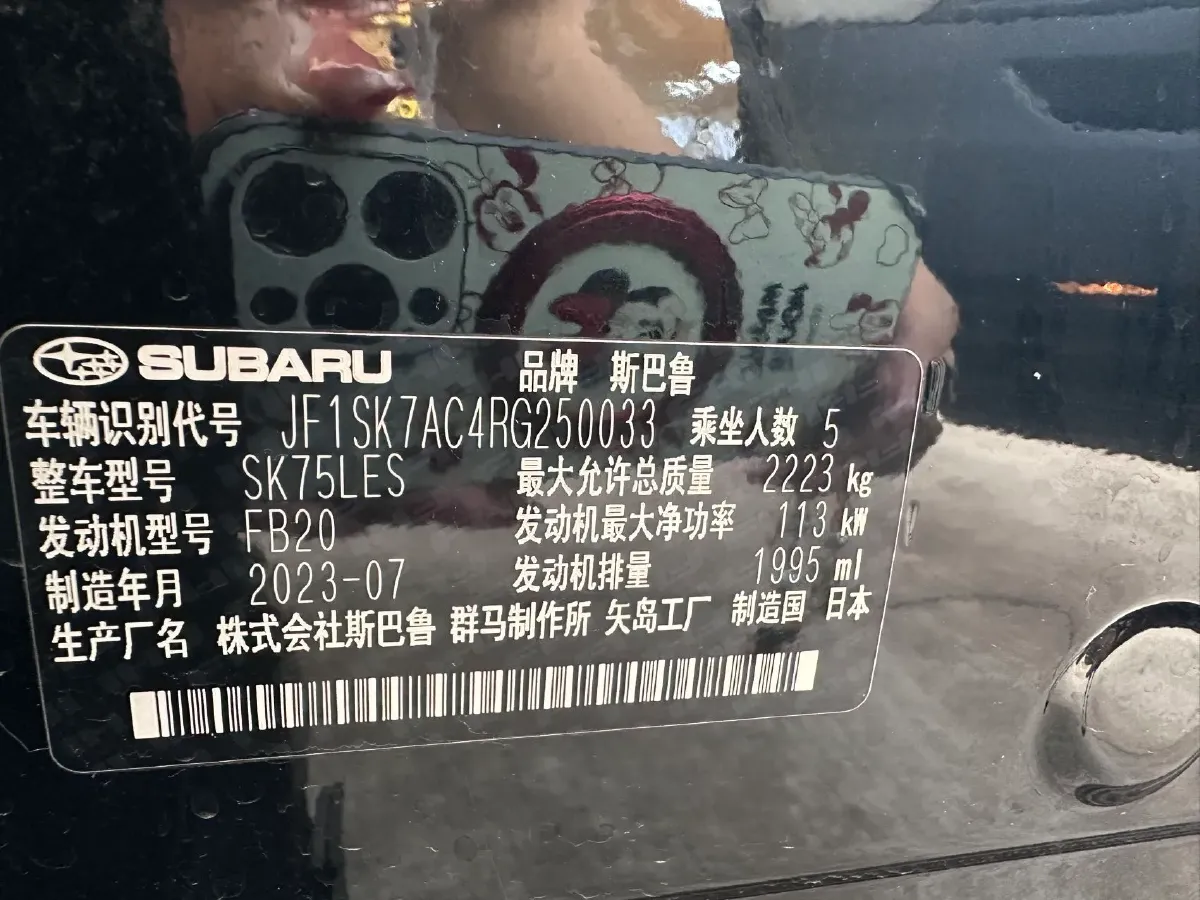 SUBARU 品牌 斯巴鲁
车辆识别代号 JF1SK7AC4RG250033 乘坐人数 5
整车型号 SK75LES 最大允许总质量 2223 kg
发动机型号 FB20 发动机最大净功率 113 kW
制造年月 2023-07 发动机排量 1995 ml
生产厂名 株式会社斯巴鲁 群马制作所 矢岛工厂 制造国 日本